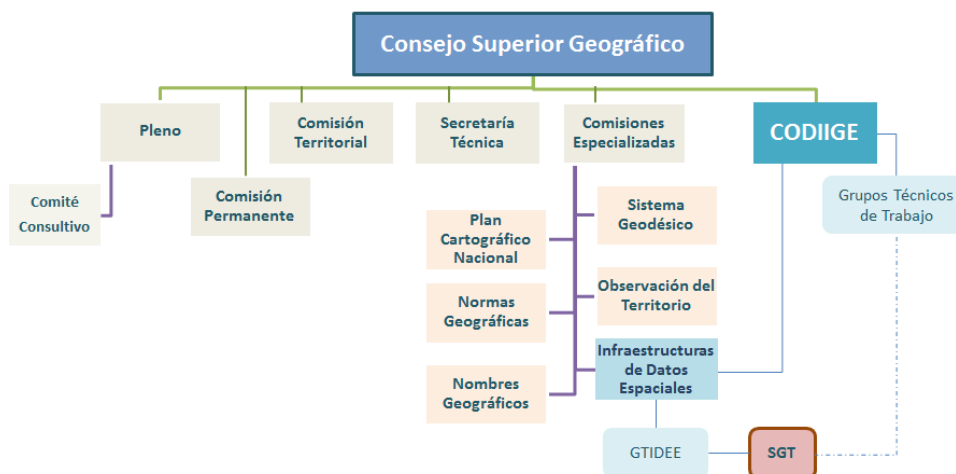 Consejo Superior Geográfico
Pleno
Comisión
Territorial
Secretaría
Técnica
Comisiones
Especializadas
CODIIGE
Comité
Consultivo
Comisión
Permanente
Grupos Técnicos
de Trabajo
Plan
Cartográfico
Nacional
Sistema
Geodésico
Normas
Geográficas
Observación del
Territorio
Nombres
Geográficos
Infraestructuras
de Datos
Espaciales
GTIDEE
SGT